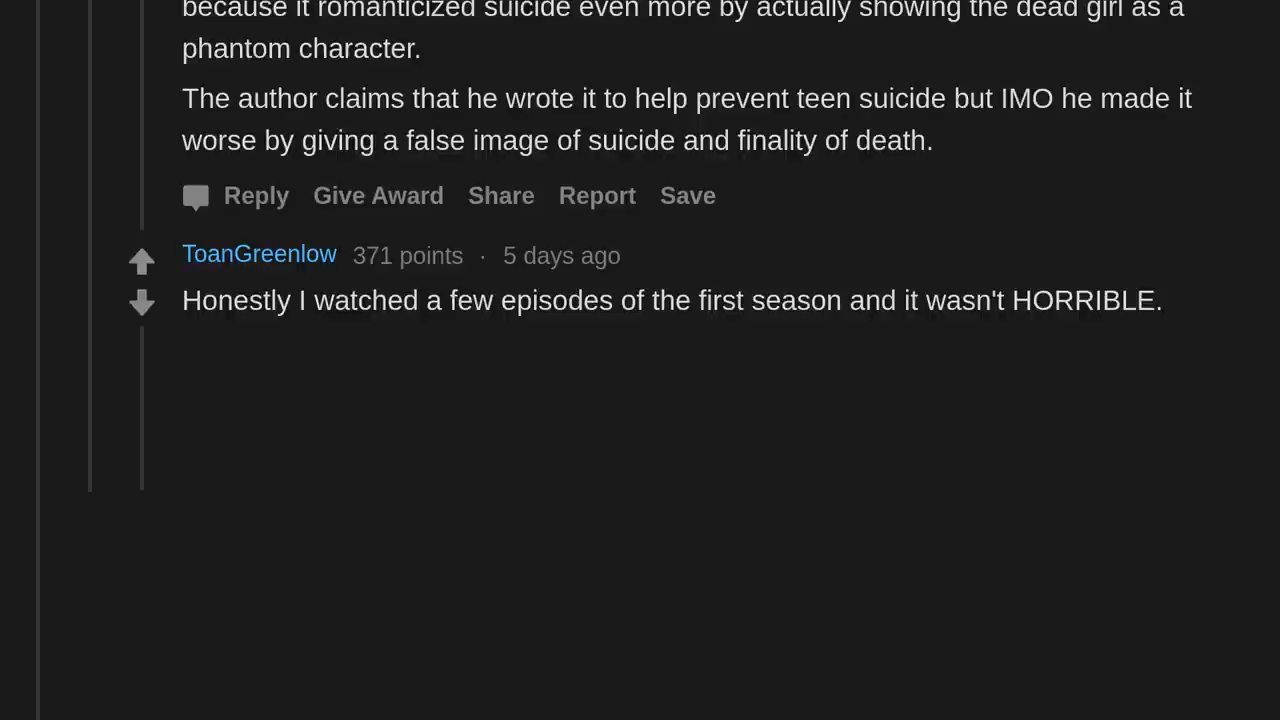 because it romanticized suicide even more by actually showing the dead girl as a
phantom character.
The author claims that he wrote it to help prevent teen suicide but IMO he made it
worse by giving a false image of suicide and finality of death.
Reply Give Award Share Report Save
ToanGreenlow 371 points · 5 days ago
Honestly I watched a few episodes of the first season and it wasn't HORRIBLE.